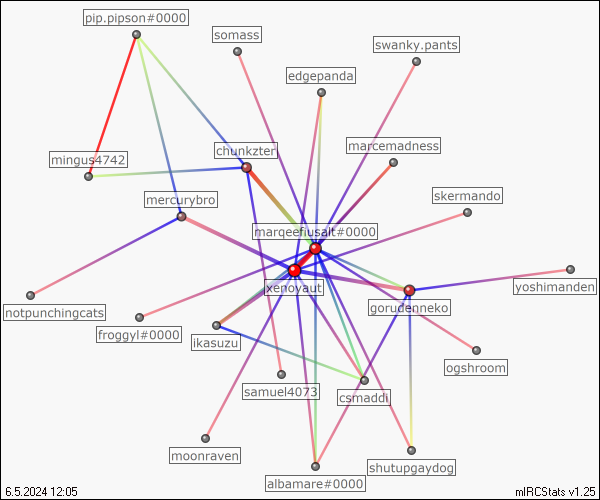 pip.pipson#0000
somass
swanky.pants
edgepanda
chunkzter
marcemadness
mingus4742
mercurybro
skermando
marqeefiusalt#0000
xenoyaut
yoshimanden
notpunchingcats
gorudenneko
froggyl#0000
ikasuzu
ogshroom
samuel4073
csmaddi
moonraven
shutupgaydog
albamare#0000
6.5.2024 12:05
mIRCStats v1.25